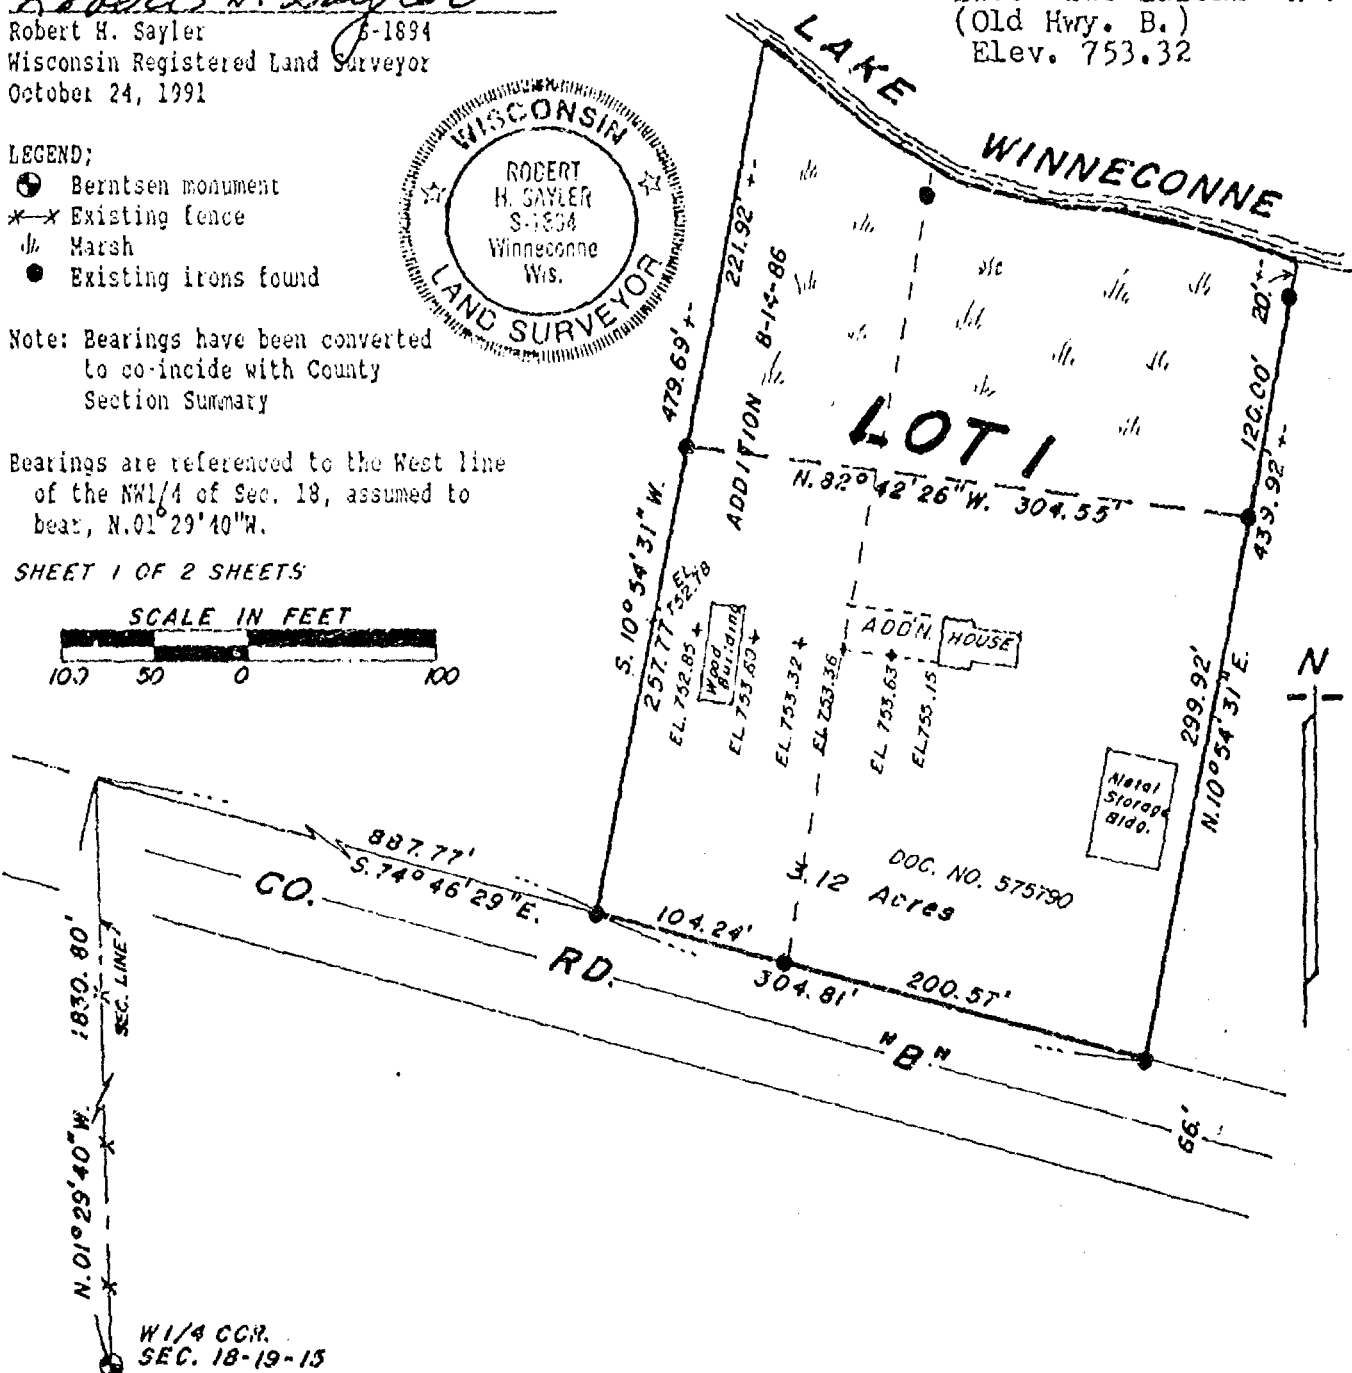 Robert H. Sayler
Robert H. Sayler S-1894
Wisconsin Registered Land Surveyor
October 24, 1991
(Old Hwy. B.)
Elev. 753.32
LEGEND;
Berntsen monument
Existing fence
Marsh
Existing irons found
WISCONSIN
ROBERT
H. SAYLER
S-1894
Winneconne
Wis.
LAND SURVEYOR
Note: Bearings have been converted
to co-incide with County
Section Summary
Bearings are referenced to the West line
of the NW1/4 of Sec. 18, assumed to
bear, N.01°29'40"W.
SHEET 1 OF 2 SHEETS
SCALE IN FEET
100 50 0 100
LAKE WINNECONNE
221.92' +-
479.69' +-
ADDITION 8-14-86
20.' +-
120.00'
439.92' +-
LOT 1
N. 82° 42' 26" W. 304.55'
S. 10° 54' 31" W.
257.77'
EL. 752.78
EL. 752.85 +
Wood
Building
EL. 753.60 +
EL. 753.32 +
EL. 753.36
ADD'N. HOUSE
EL. 753.63
EL. 755.15
299.92'
N. 10° 54' 31" E.
N
Metal
Storage
Bldg.
DOC. NO. 575790
3.12 Acres
887.77'
S. 74° 46' 29" E.
104.24'
200.57'
304.81'
CO. RD. "B"
66.'
1830.80'
SEC. LINE
N. 01° 29' 40" W.
W 1/4 COR.
SEC. 18-19-15